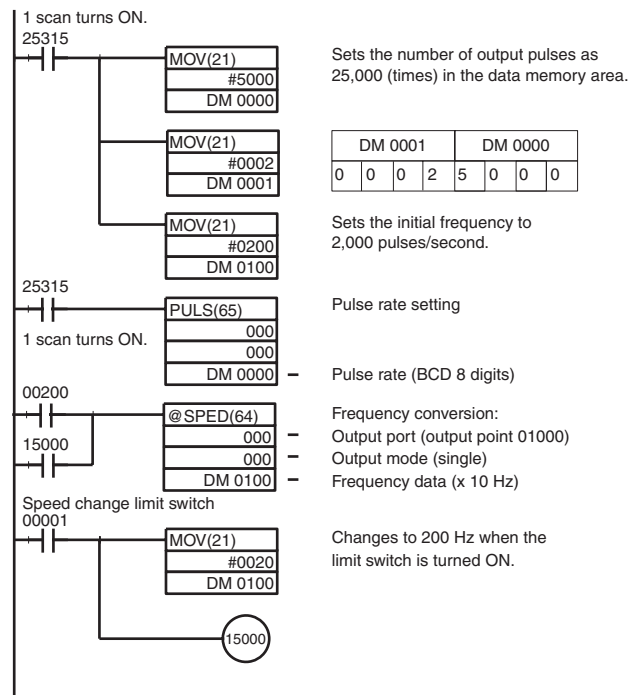 1 scan turns ON.
25315
MOV(21)
#5000
DM 0000
Sets the number of output pulses as
25,000 (times) in the data memory area.
MOV(21)
#0002
DM 0001
DM 0001 DM 0000
0 0 0 2 5 0 0 0
MOV(21)
#0200
DM 0100
Sets the initial frequency to
2,000 pulses/second.
25315
1 scan turns ON.
PULS(65)
000
000
DM 0000
Pulse rate setting
Pulse rate (BCD 8 digits)
00200
15000
@SPED(64)
000
000
DM 0100
Frequency conversion:
Output port (output point 01000)
Output mode (single)
Frequency data (x 10 Hz)
Speed change limit switch
00001
MOV(21)
#0020
DM 0100
Changes to 200 Hz when the
limit switch is turned ON.
15000